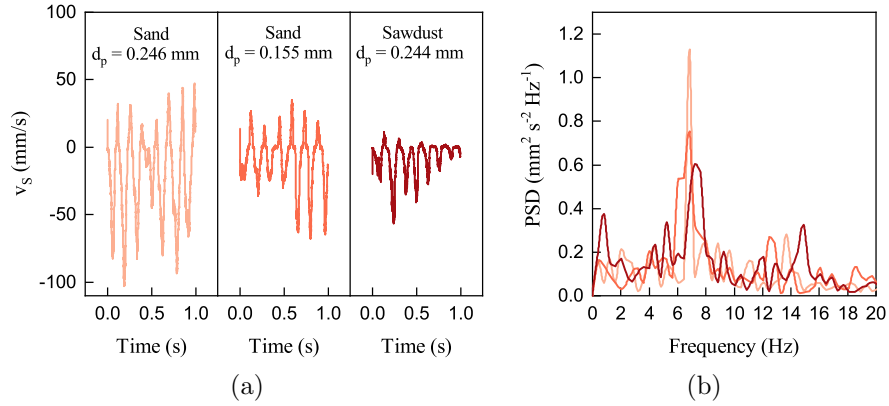 Sand
d_p = 0.246 mm
Sand
d_p = 0.155 mm
Sawdust
d_p = 0.244 mm
100
50
0
-50
-100
v_S (mm/s)
0.0 0.5 1.0
0.0 0.5 1.0
0.0 0.5 1.0
Time (s)
Time (s)
Time (s)
(a)
1.2
1.0
0.8
0.6
0.4
0.2
0.0
PSD (mm² s⁻² Hz⁻¹)
0 2 4 6 8 10 12 14 16 18 20
Frequency (Hz)
(b)